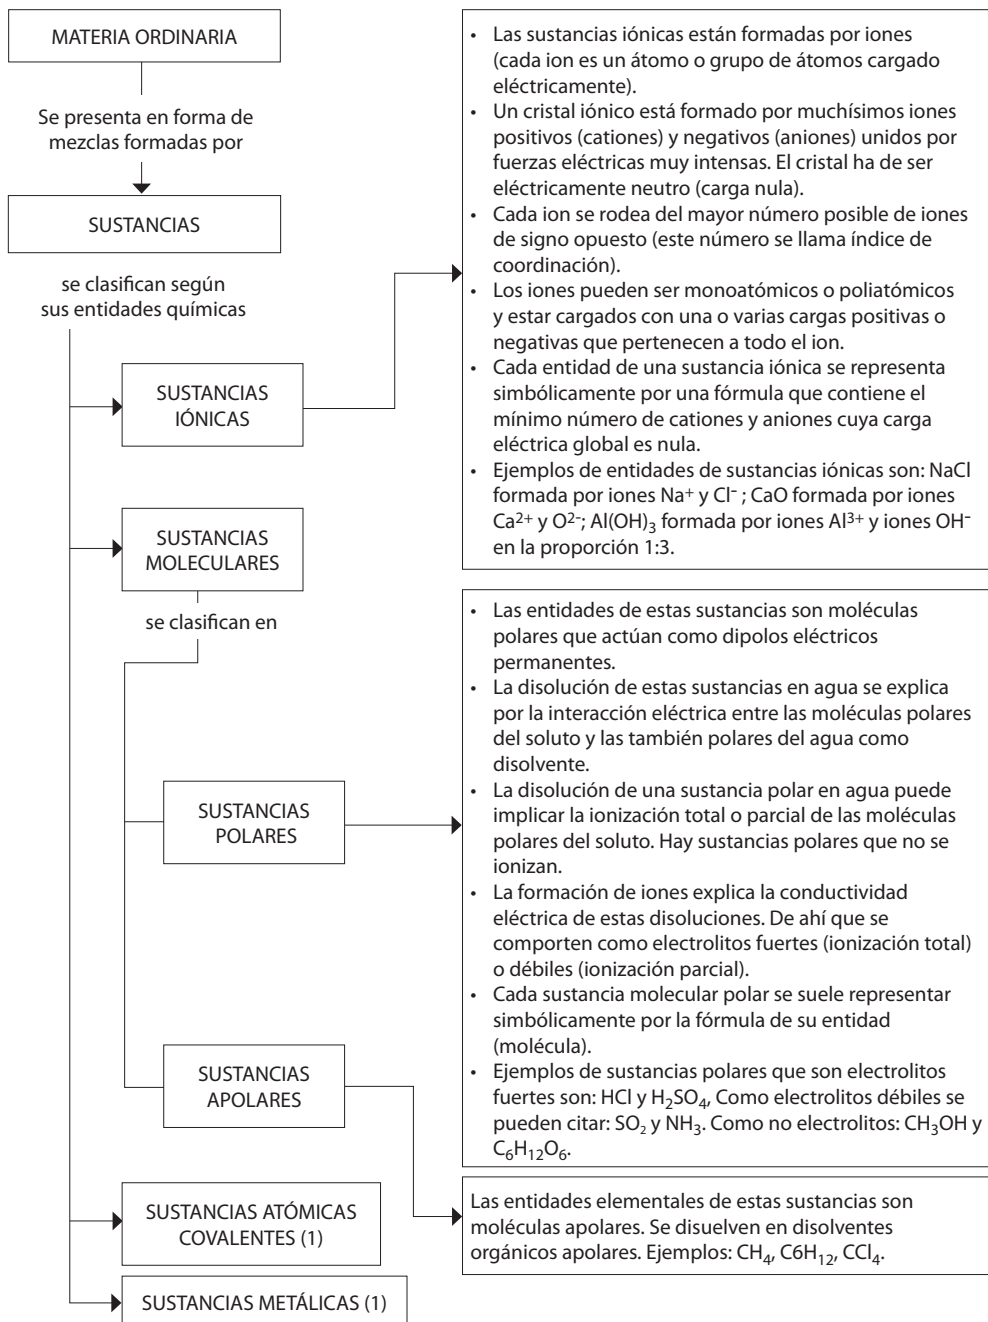 MATERIA ORDINARIA
Se presenta en forma de
mezclas formadas por
SUSTANCIAS
se clasifican según
sus entidades químicas
SUSTANCIAS
IÓNICAS
• Las sustancias iónicas están formadas por iones
(cada ion es un átomo o grupo de átomos cargado
eléctricamente).
• Un cristal iónico está formado por muchísimos iones
positivos (cationes) y negativos (aniones) unidos por
fuerzas eléctricas muy intensas. El cristal ha de ser
eléctricamente neutro (carga nula).
• Cada ion se rodea del mayor número posible de iones
de signo opuesto (este número se llama índice de
coordinación).
• Los iones pueden ser monoatómicos o poliatómicos
y estar cargados con una o varias cargas positivas o
negativas que pertenecen a todo el ion.
• Cada entidad de una sustancia iónica se representa
simbólicamente por una fórmula que contiene el
mínimo número de cationes y aniones cuya carga
eléctrica global es nula.
• Ejemplos de entidades de sustancias iónicas son: NaCl
formada por iones Na⁺ y Cl⁻ ; CaO formada por iones
Ca²⁺ y O²⁻; Al(OH)₃ formada por iones Al³⁺ y iones OH⁻
en la proporción 1:3.
SUSTANCIAS
MOLECULARES
se clasifican en
SUSTANCIAS
POLARES
• Las entidades de estas sustancias son moléculas
polares que actúan como dipolos eléctricos
permanentes.
• La disolución de estas sustancias en agua se explica
por la interacción eléctrica entre las moléculas polares
del soluto y las también polares del agua como
disolvente.
• La disolución de una sustancia polar en agua puede
implicar la ionización total o parcial de las moléculas
polares del soluto. Hay sustancias polares que no se
ionizan.
• La formación de iones explica la conductividad
eléctrica de estas disoluciones. De ahí que se
comporten como electrolitos fuertes (ionización total)
o débiles (ionización parcial).
• Cada sustancia molecular polar se suele representar
simbólicamente por la fórmula de su entidad
(molécula).
• Ejemplos de sustancias polares que son electrolitos
fuertes son: HCl y H₂SO₄, Como electrolitos débiles se
pueden citar: SO₂ y NH₃. Como no electrolitos: CH₃OH y
C₆H₁₂O₆.
SUSTANCIAS
APOLARES
Las entidades elementales de estas sustancias son
moléculas apolares. Se disuelven en disolventes
orgánicos apolares. Ejemplos: CH₄, C6H₁₂, CCl₄.
SUSTANCIAS ATÓMICAS
COVALENTES (1)
SUSTANCIAS METÁLICAS (1)